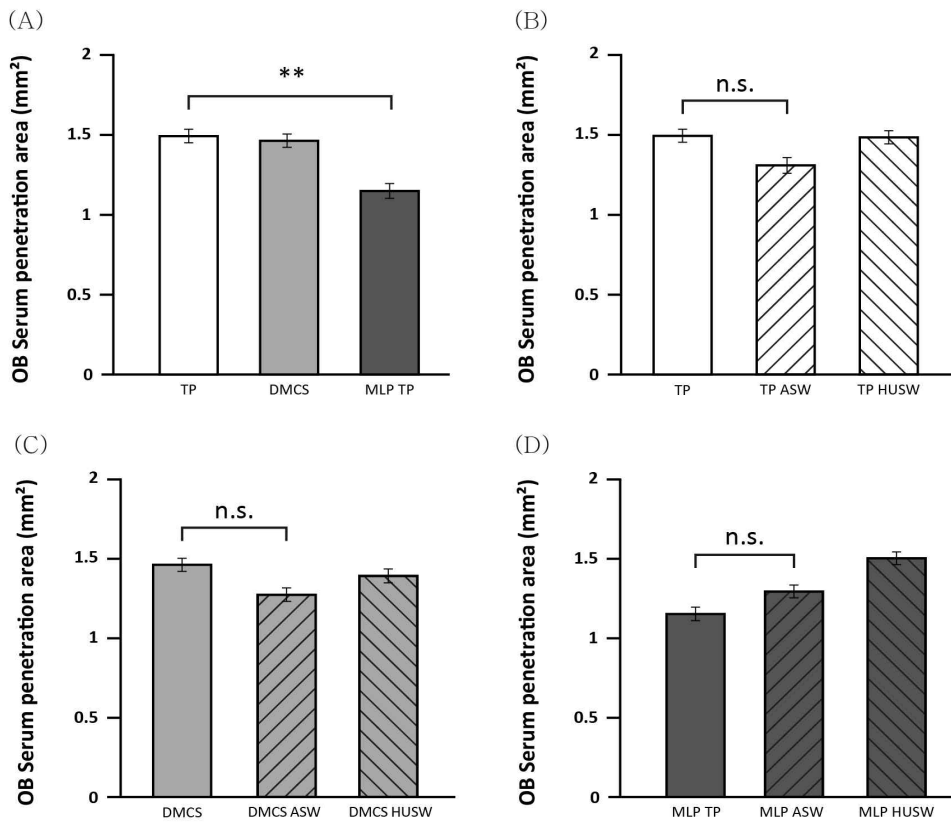 (A)
OB Serum penetration area (mm²)
2
1.5
1
0.5
0
**
TP DMCS MLP TP
(B)
OB Serum penetration area (mm²)
2
1.5
1
0.5
0
n.s.
TP TP ASW TP HUSW
(C)
OB Serum penetration area (mm²)
2
1.5
1
0.5
0
n.s.
DMCS DMCS ASW DMCS HUSW
(D)
OB Serum penetration area (mm²)
2
1.5
1
0.5
0
n.s.
MLP TP MLP ASW MLP HUSW